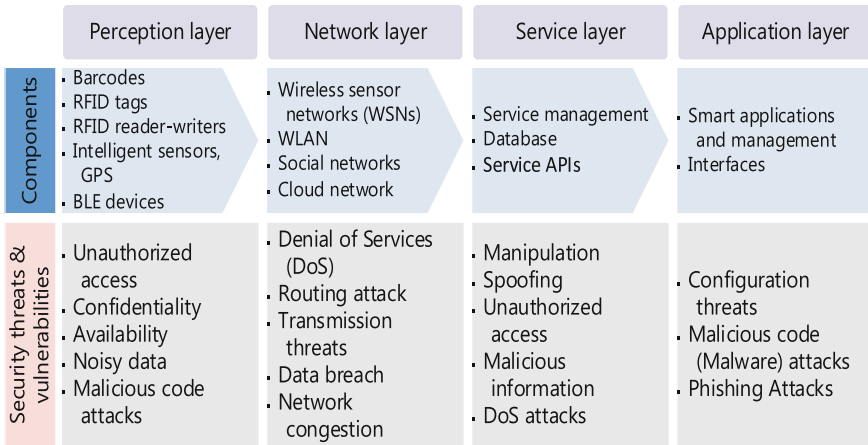 Perception layer
Network layer
Service layer
Application layer
Components
Barcodes
RFID tags
RFID reader-writers
Intelligent sensors,
GPS
BLE devices
Wireless sensor
networks (WSNs)
WLAN
Social networks
Cloud network
Service management
Database
Service APIs
Smart applications
and management
Interfaces
Security threats &
vulnerabilities
Unauthorized
access
Confidentiality
Availability
Noisy data
Malicious code
attacks
Denial of Services
(DoS)
Routing attack
Transmission
threats
Data breach
Network
congestion
Manipulation
Spoofing
Unauthorized
access
Malicious
information
DoS attacks
Configuration
threats
Malicious code
(Malware) attacks
Phishing Attacks